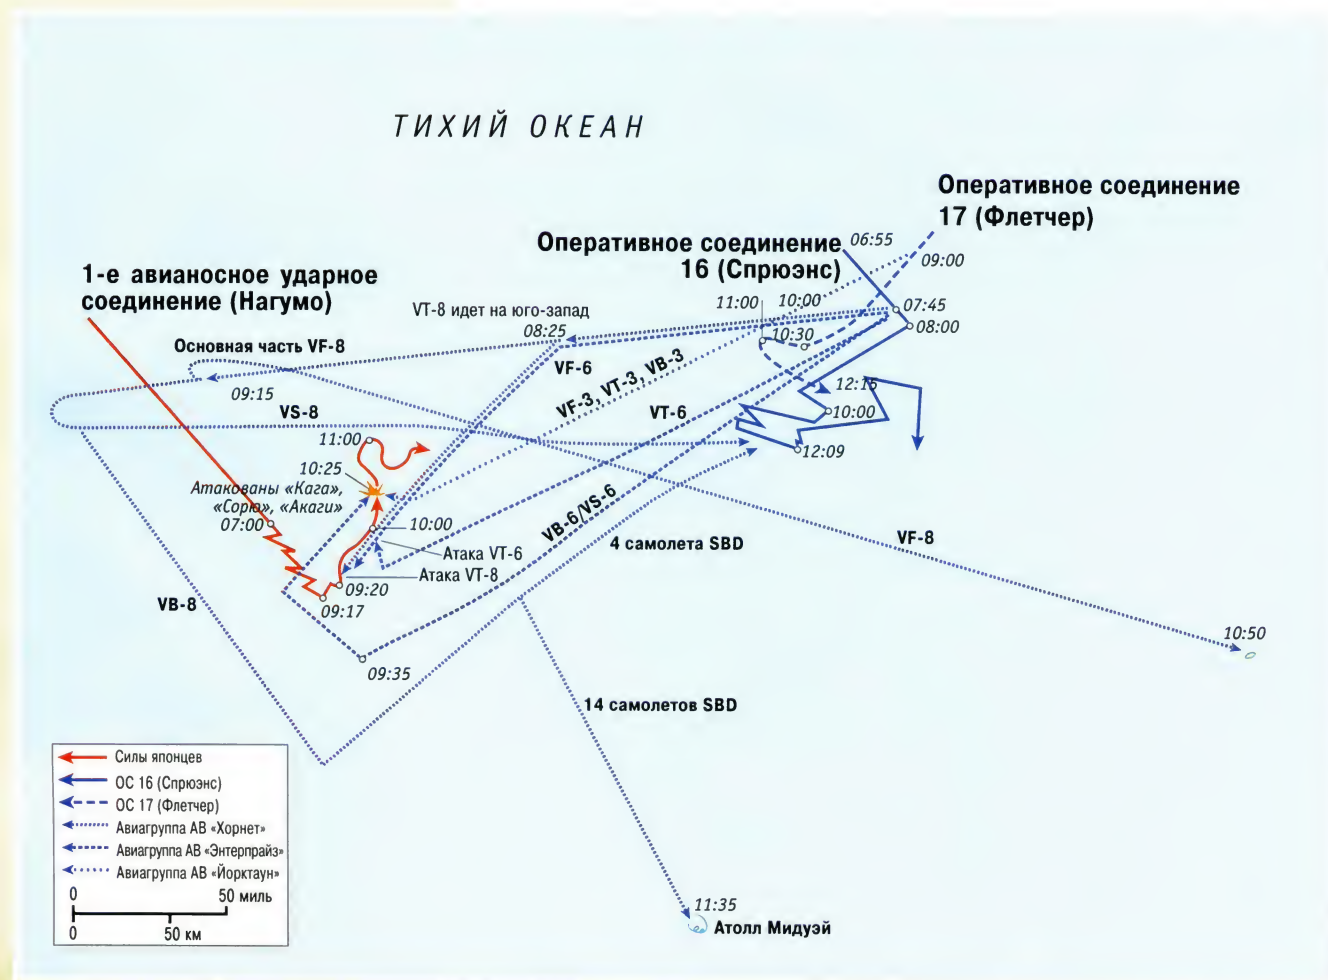 ТИХИЙ ОКЕАН
Оперативное соединение
17 (Флетчер)
Оперативное соединение
16 (Спрюэнс)
06:55
09:00
1-е авианосное ударное
соединение (Нагумо)
VT-8 идет на юго-запад
08:25
11:00
10:00
10:30
07:45
08:00
Основная часть VF-8
09:15
VF-6
VF-3, VT-3, VB-3
VS-8
VT-6
12:15
10:00
12:09
11:00
10:25
Атакованы «Кага»,
«Сорю», «Акаги»
07:00
10:00
Атака VT-6
Атака VT-8
09:20
09:17
VB-6/VS-6
4 самолета SBD
VF-8
VB-8
09:35
10:50
14 самолетов SBD
11:35
Атолл Мидуэй
Силы японцев
ОС 16 (Спрюэнс)
ОС 17 (Флетчер)
Авиагруппа АВ «Хорнет»
Авиагруппа АВ «Энтерпрайз»
Авиагруппа АВ «Йорктаун»
0 50 миль
0 50 км